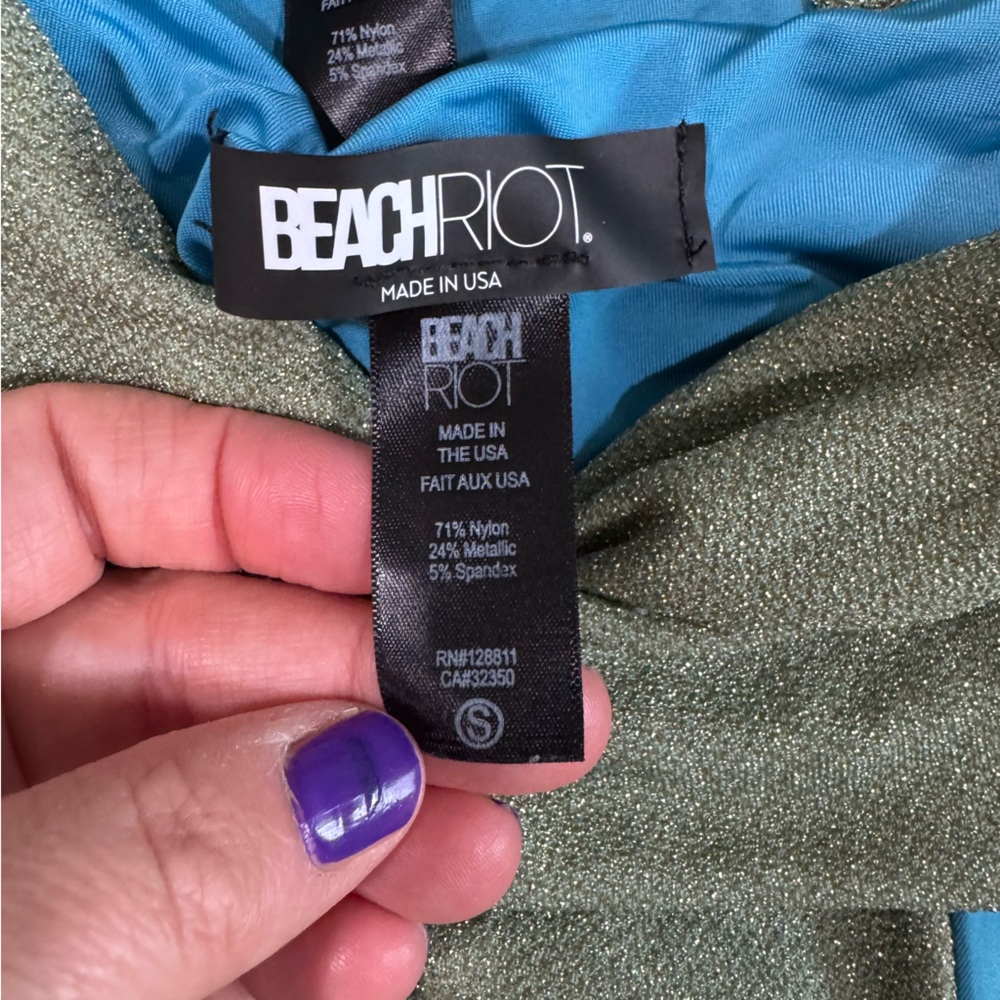 71% Nylon
24% Metallic
5% Spandex
BEACHRIOT®
MADE IN USA
BEACH
RIOT
MADE IN
THE USA
FAIT AUX USA
71% Nylon
24% Metallic
5% Spandex
RN#128811
CA#32350
S